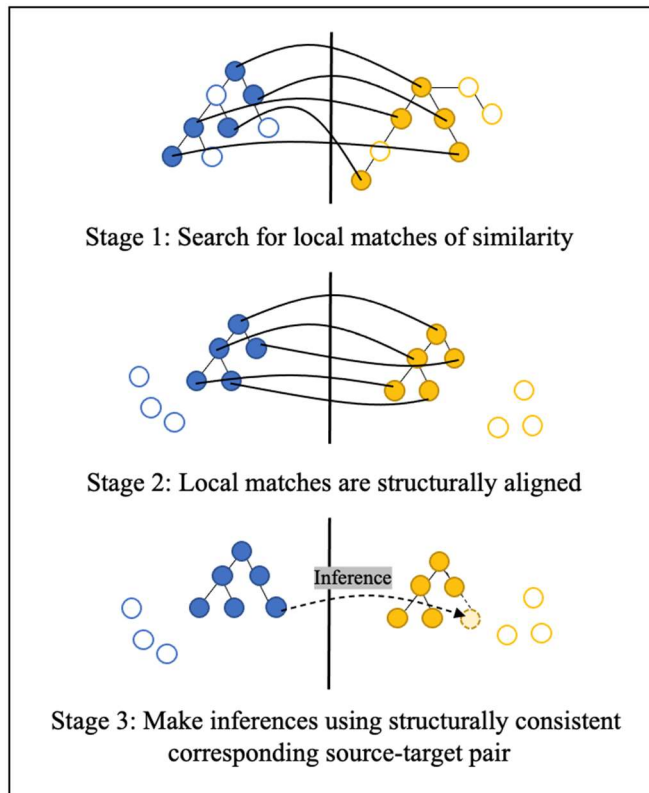 Stage 1: Search for local matches of similarity
Stage 2: Local matches are structurally aligned
Inference
Stage 3: Make inferences using structurally consistent
corresponding source-target pair